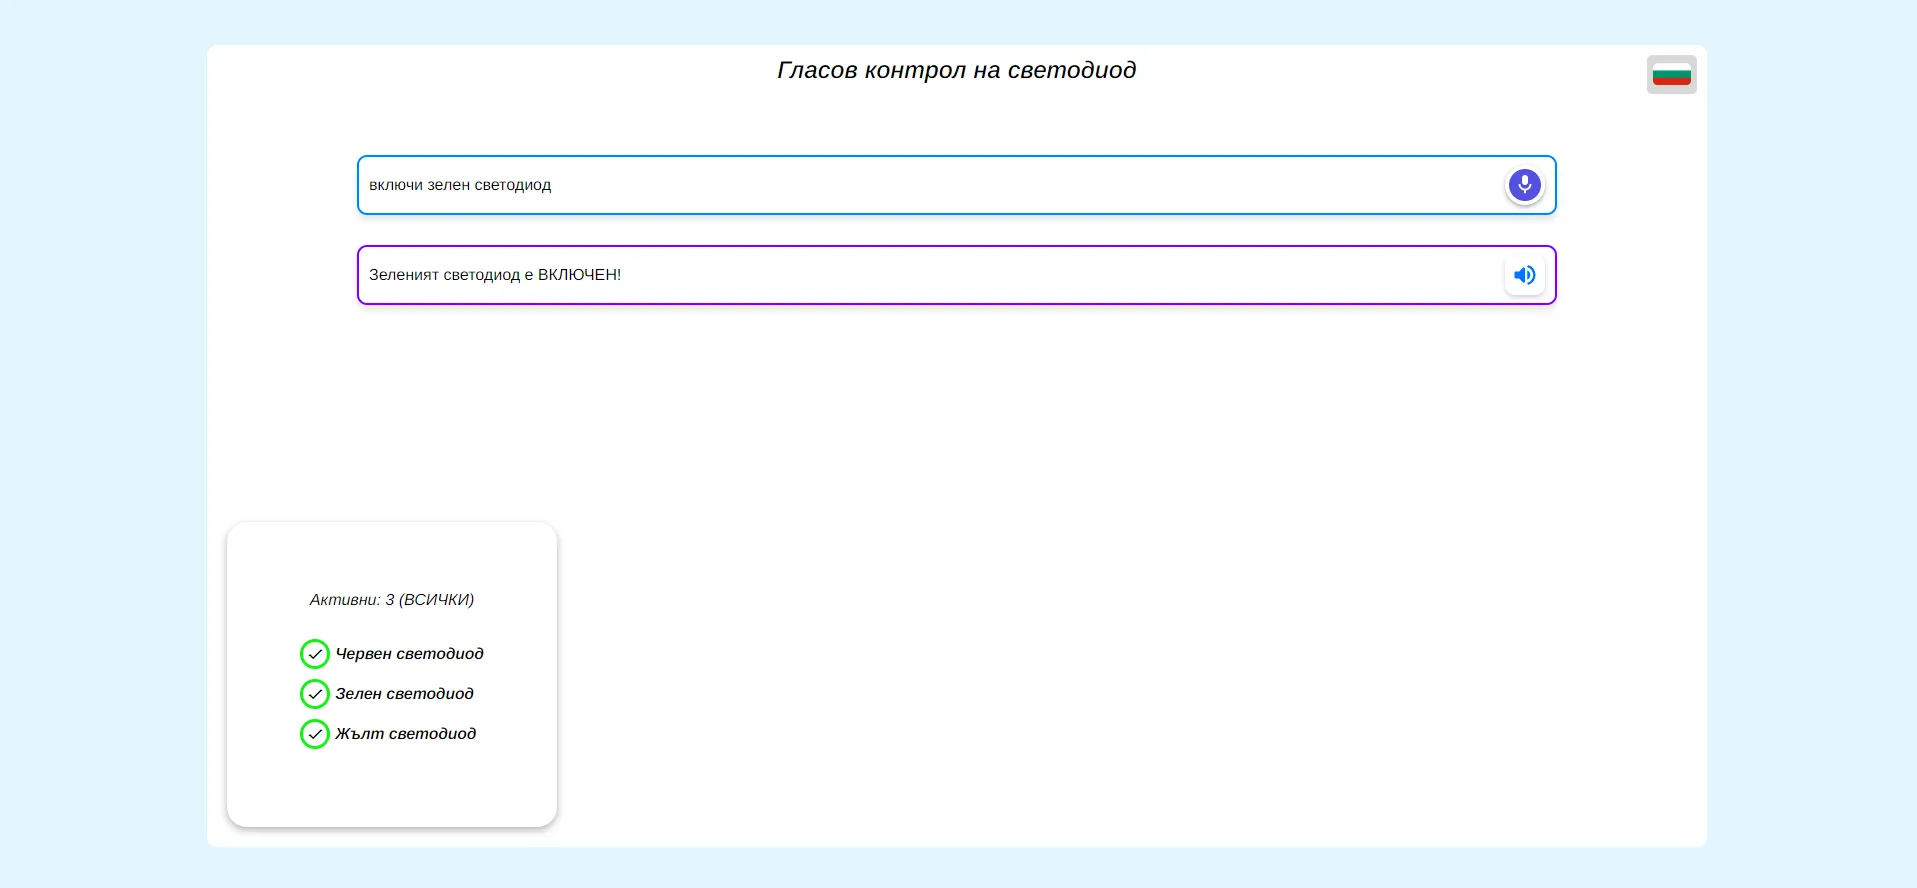 Гласов контрол на светодиод
включи зелен светодиод
Зеленият светодиод е ВКЛЮЧЕН!
Активни: 3 (ВСИЧКИ)
Червен светодиод
Зелен светодиод
Жълт светодиод